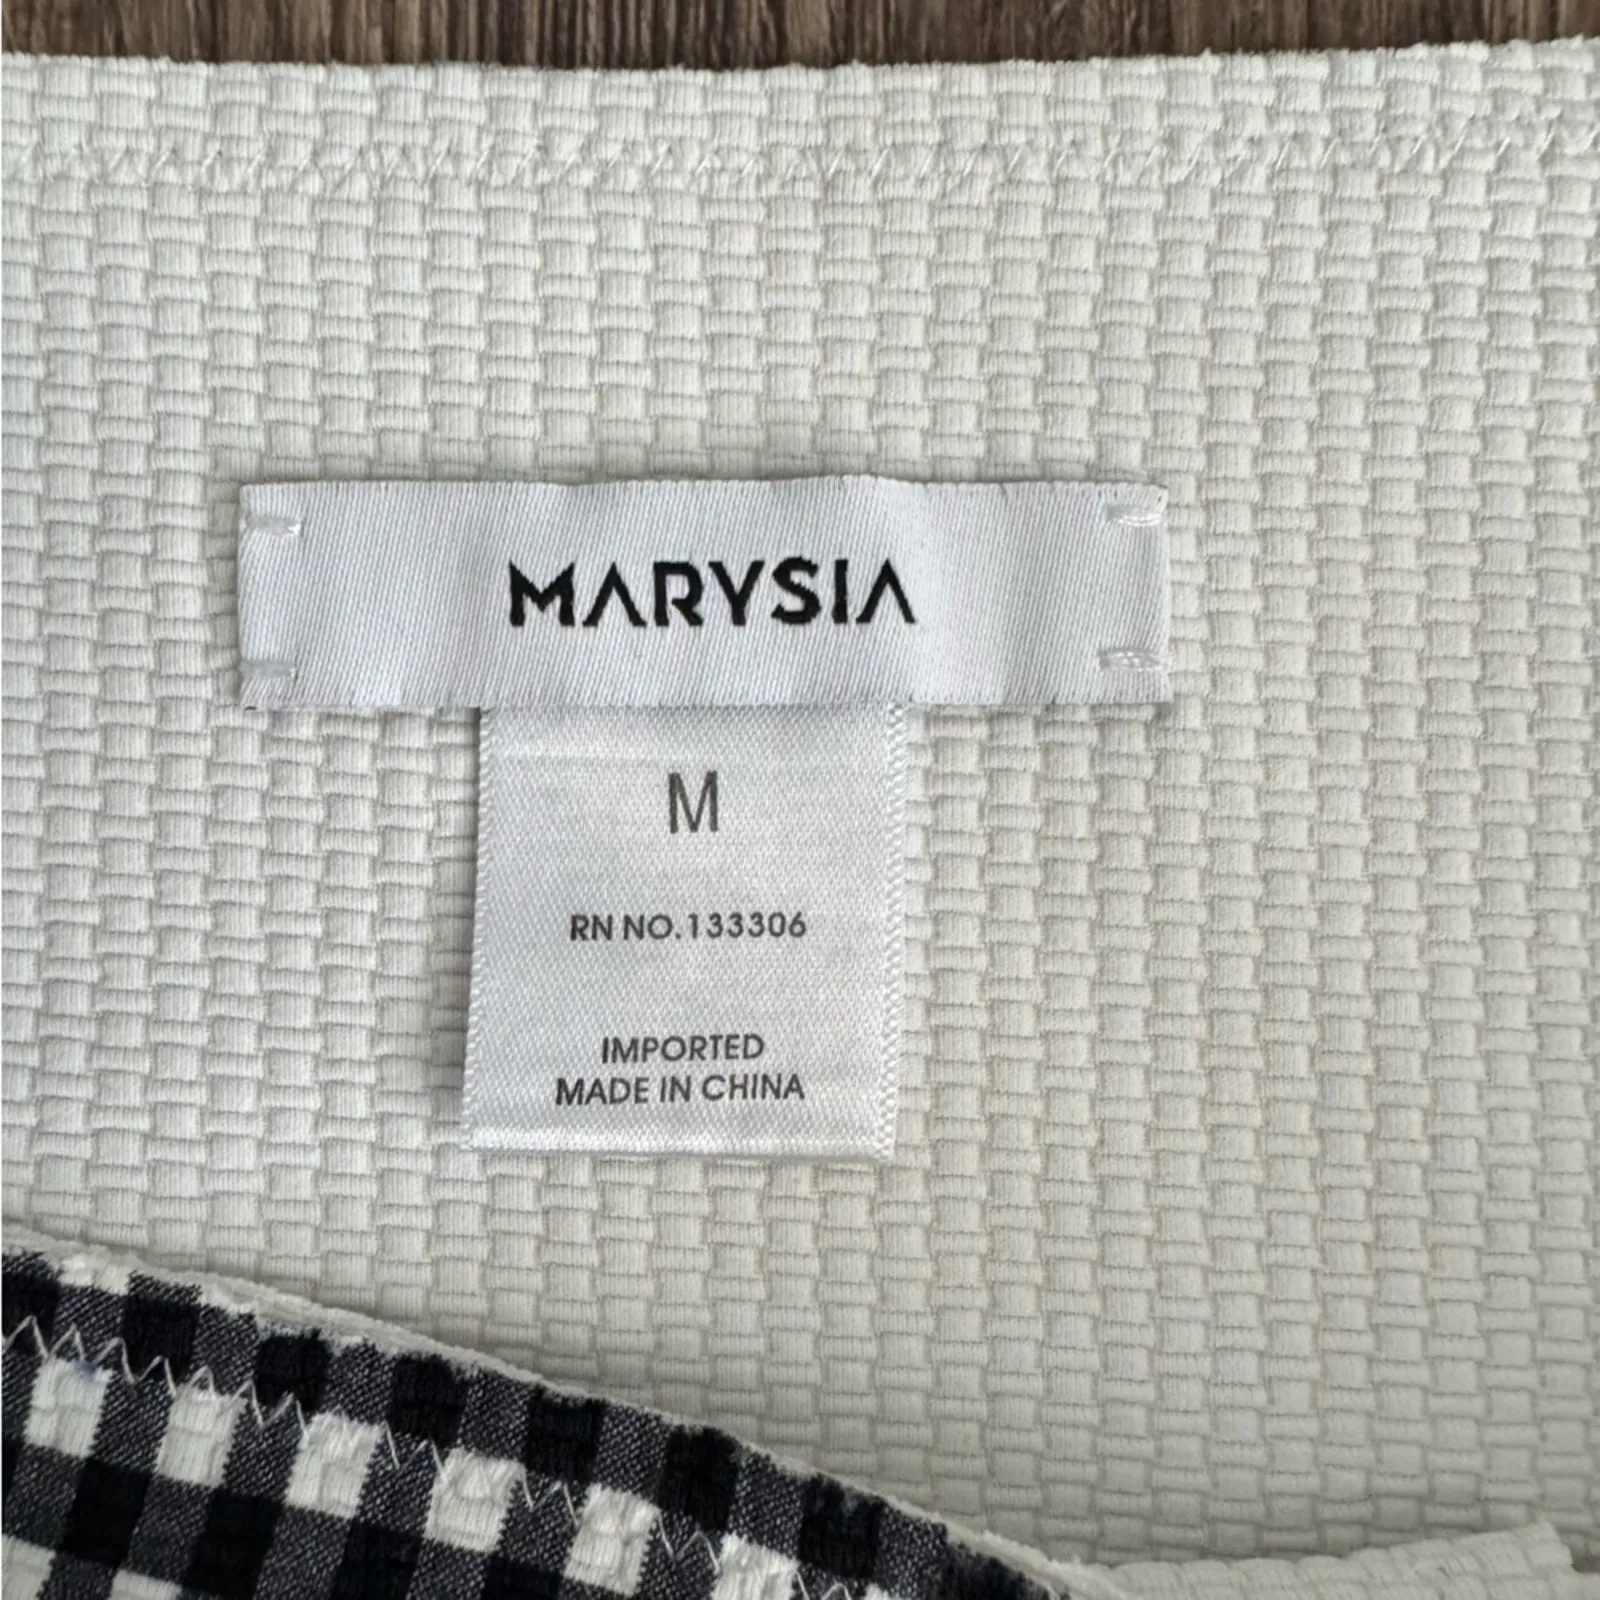 MARYSIA
M
RN NO.133306
IMPORTED
MADE IN CHINA